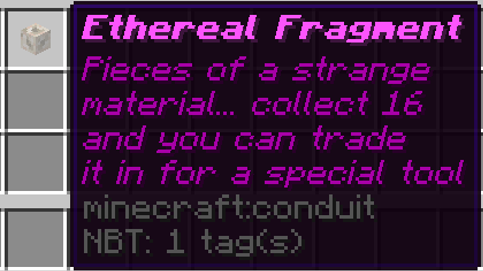 Ethereal Fragment
Pieces of a strange
material... collect 16
and you can trade
it in for a special tool
minecraft:conduit
NBT: 1 tag(s)